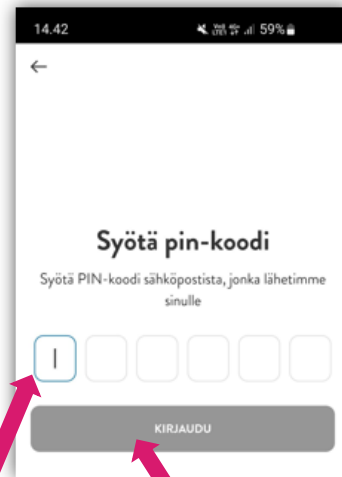 14.42 59%
Syötä pin-koodi
Syötä PIN-koodi sähköpostista, jonka lähetimme
sinulle
KIRJAUDU